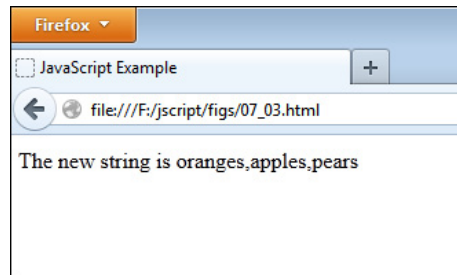 Firefox
JavaScript Example
+
file:///F:/jscript/figs/07_03.html
The new string is oranges,apples,pears